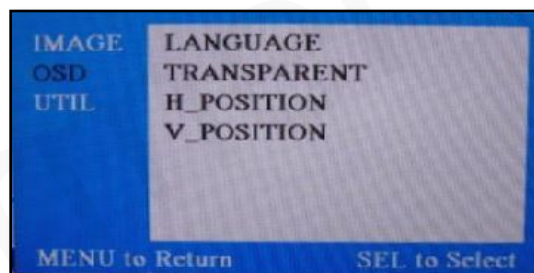 IMAGE
OSD
UTIL
LANGUAGE
TRANSPARENT
H_POSITION
V_POSITION
MENU to Return
SEL to Select